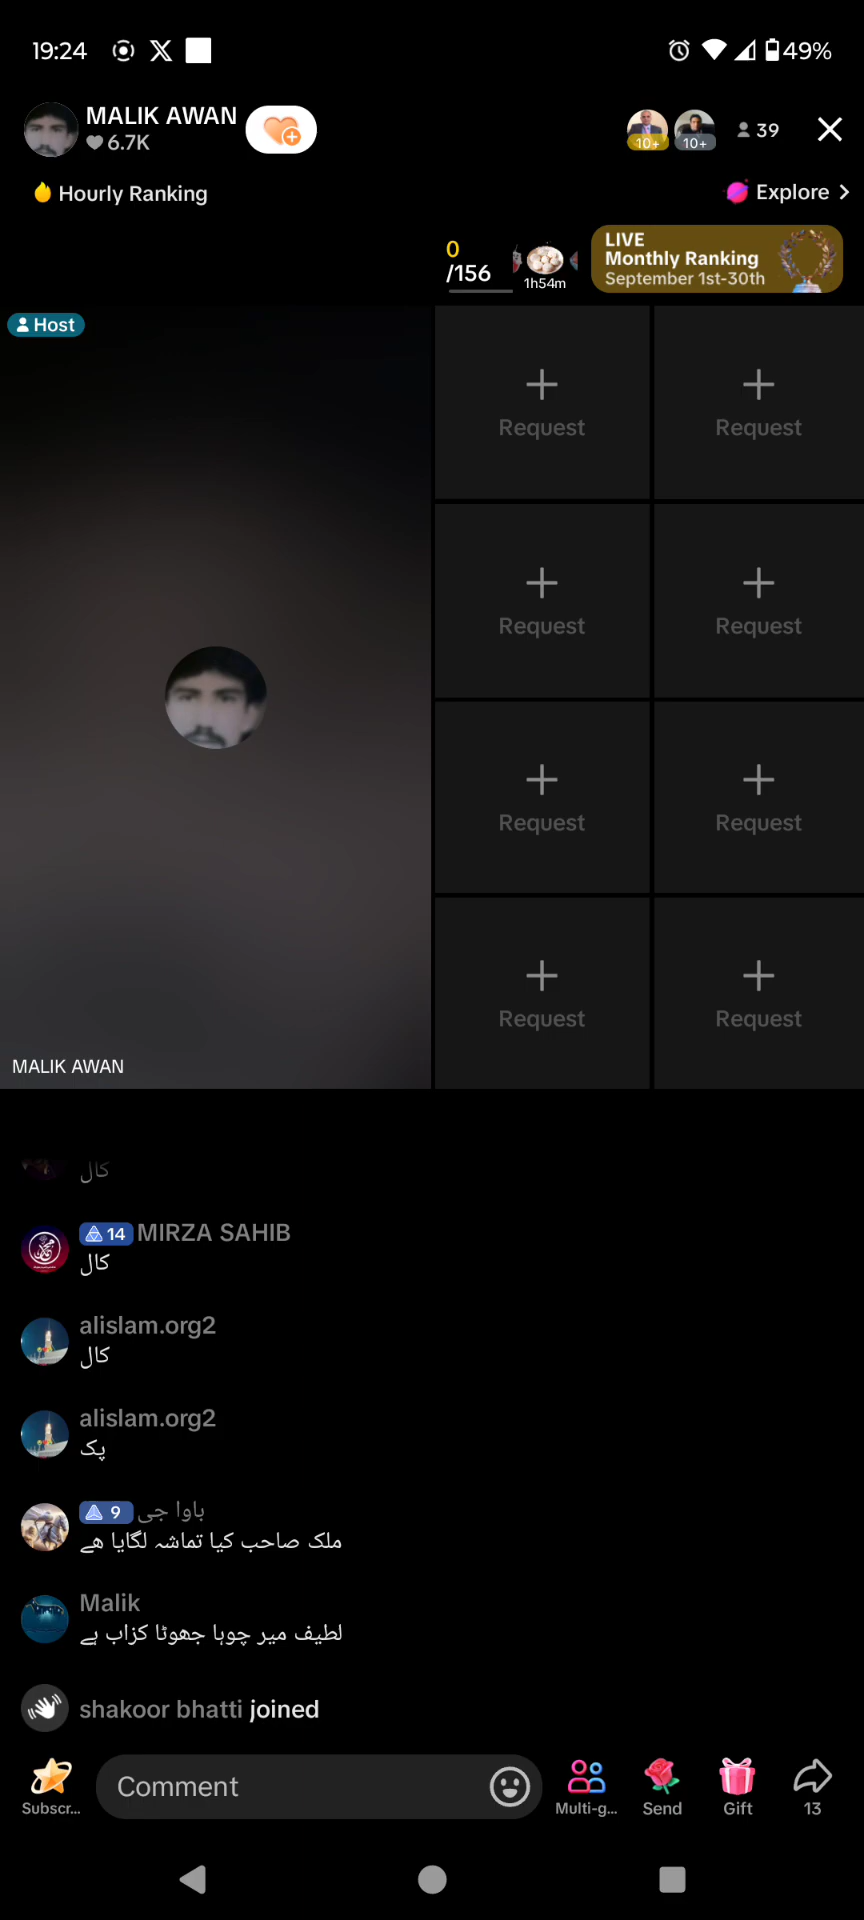 19:24
49%
MALIK AWAN
6.7K
10+
10+
39
Hourly Ranking
Explore
0
/156
1h54m
LIVE
Monthly Ranking
September 1st-30th
Host
Request
Request
Request
Request
Request
Request
Request
Request
MALIK AWAN
کال
14 MIRZA SAHIB
کال
alislam.org2
کال
alislam.org2
پک
9 باوا جی
ملک صاحب کیا تماشہ لگایا ھے
Malik
لطیف میر چوہا جھوٹا کزاب ہے
shakoor bhatti joined
Comment
Subscr...
Multi-g...
Send
Gift
13